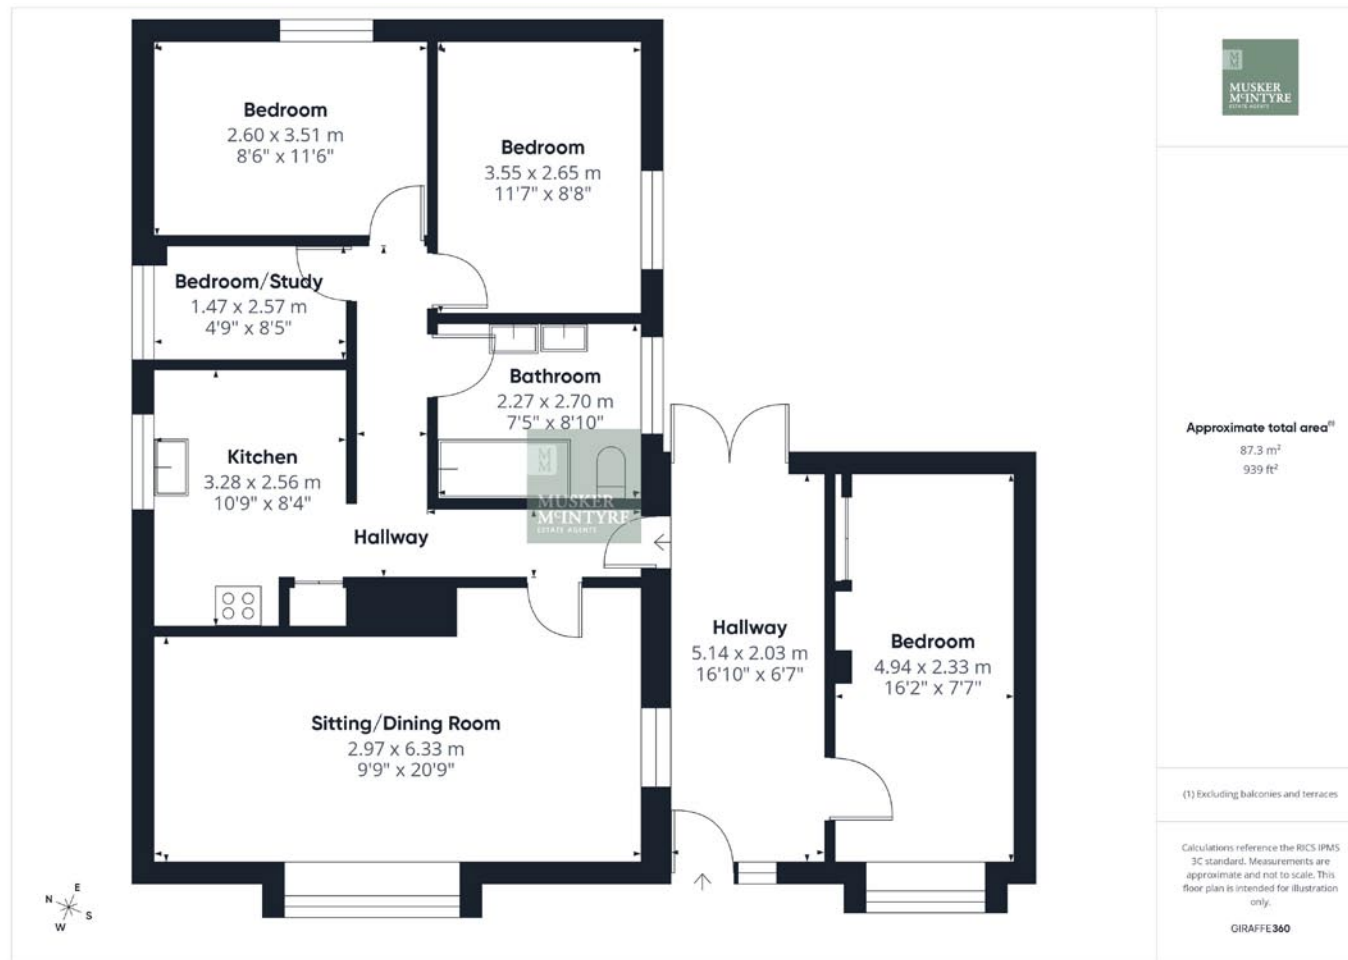 Bedroom
2.60 x 3.51 m
8'6" x 11'6"
Bedroom
3.55 x 2.65 m
11'7" x 8'8"
Bedroom/Study
1.47 x 2.57 m
4'9" x 8'5"
Bathroom
2.27 x 2.70 m
7'5" x 8'10"
Kitchen
3.28 x 2.56 m
10'9" x 8'4"
MM
MUSKER
McINTYRE
ESTATE AGENTS
Hallway
Hallway
5.14 x 2.03 m
16'10" x 6'7"
Bedroom
4.94 x 2.33 m
16'2" x 7'7"
Sitting/Dining Room
2.97 x 6.33 m
9'9" x 20'9"
N E S W
MM
MUSKER
McINTYRE
ESTATE AGENTS
Approximate total area(1)
87.3 m²
939 ft²
(1) Excluding balconies and terraces
Calculations reference the RICS IPMS
3C standard. Measurements are
approximate and not to scale. This
floor plan is intended for illustration
only.
GIRAFFE360